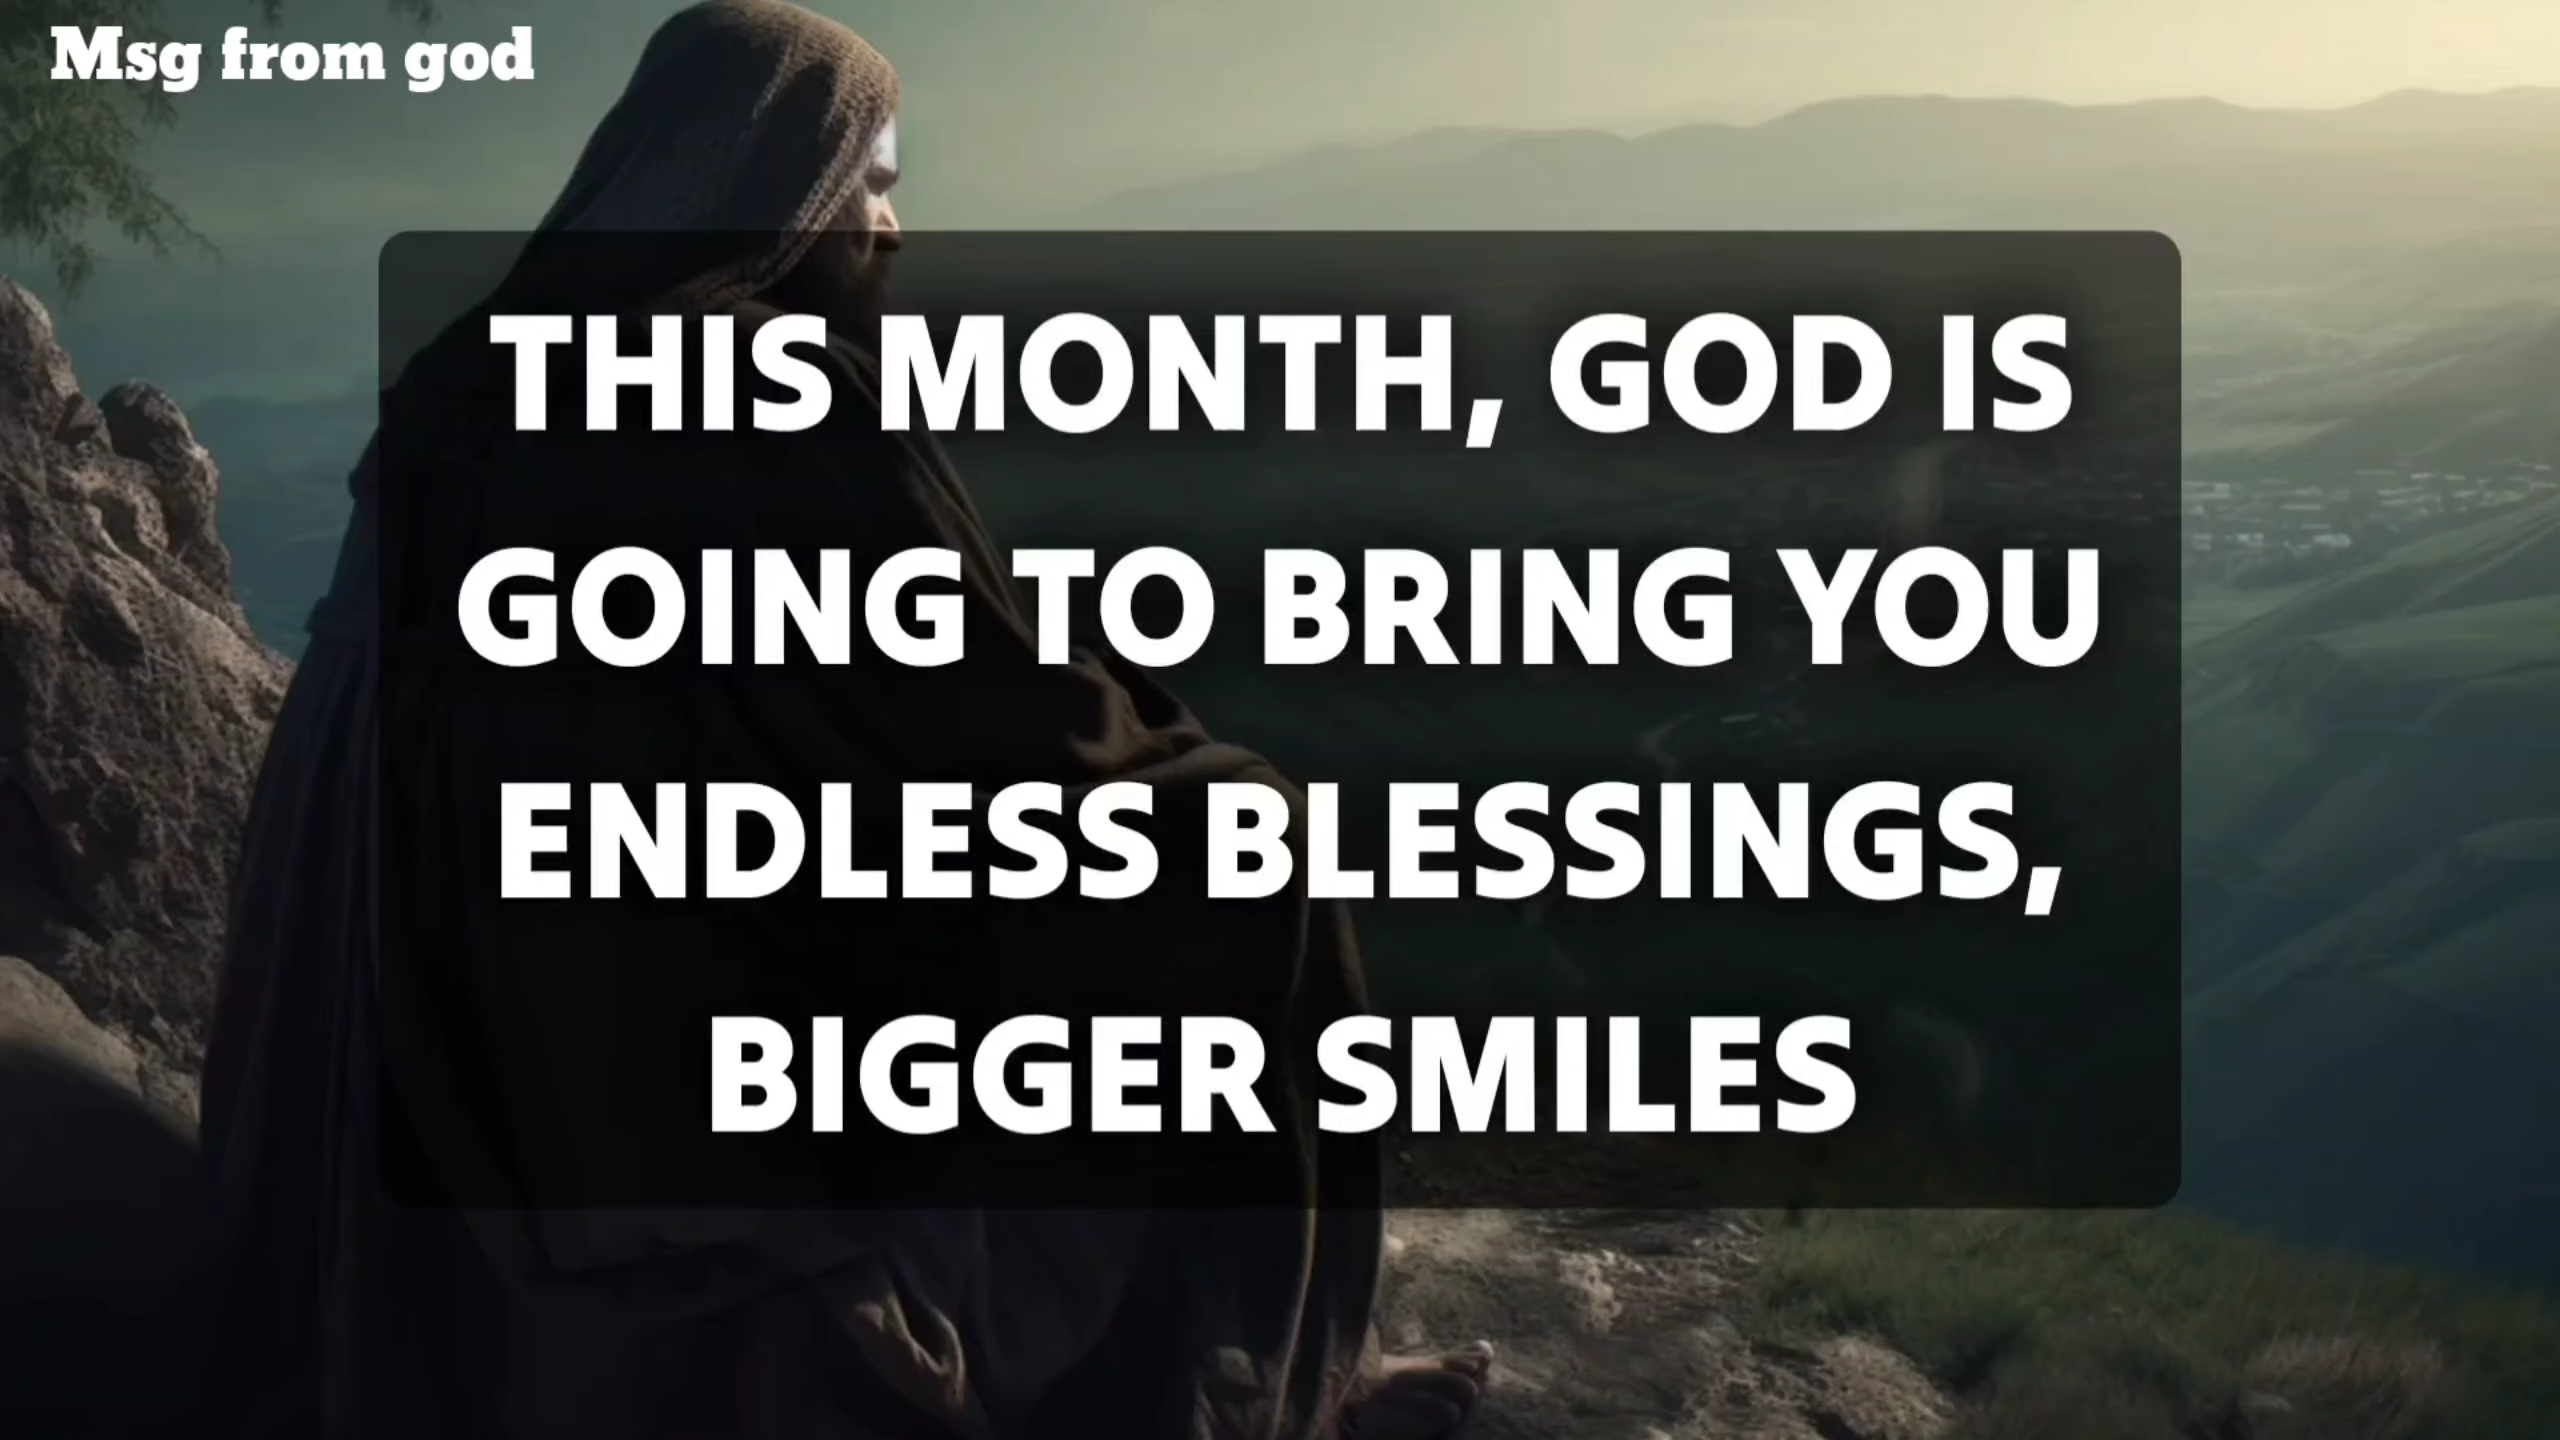 Msg from god
THIS MONTH, GOD IS
GOING TO BRING YOU
ENDLESS BLESSINGS,
BIGGER SMILES